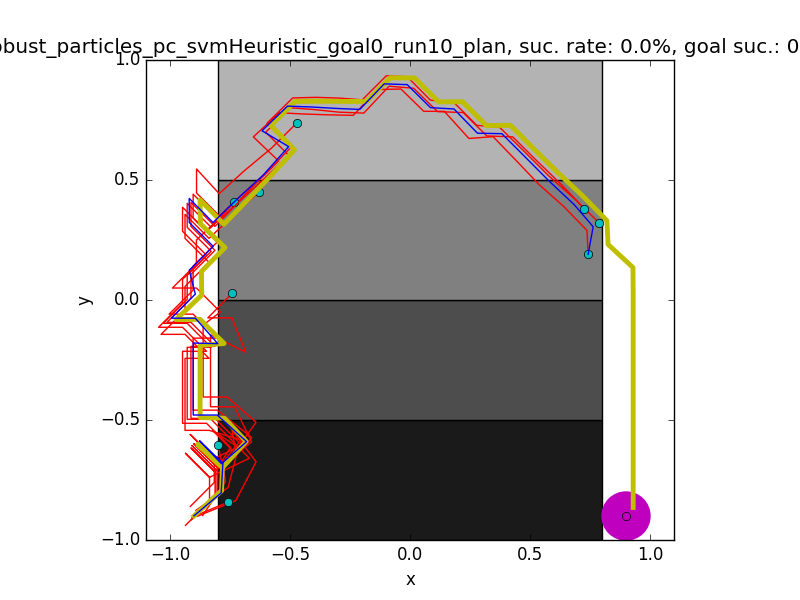 obust_particles_pc_svmHeuristic_goal0_run10_plan, suc. rate: 0.0%, goal suc.: 0
1.0
0.5
0.0
−0.5
−1.0
y
−1.0 −0.5 0.0 0.5 1.0
x